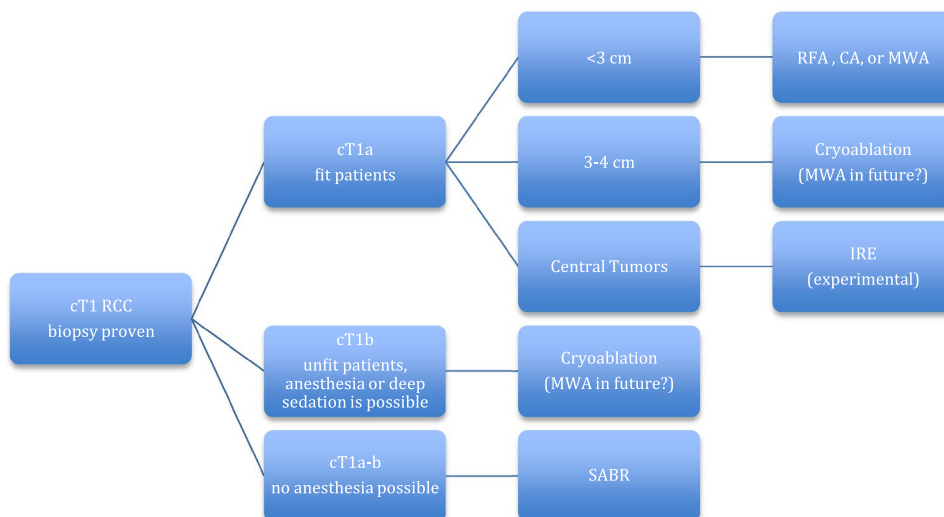 cT1 RCC
biopsy proven
cT1a
fit patients
<3 cm
RFA , CA, or MWA
3-4 cm
Cryoablation
(MWA in future?)
Central Tumors
IRE
(experimental)
cT1b
unfit patients,
anesthesia or deep
sedation is possible
Cryoablation
(MWA in future?)
cT1a-b
no anesthesia possible
SABR